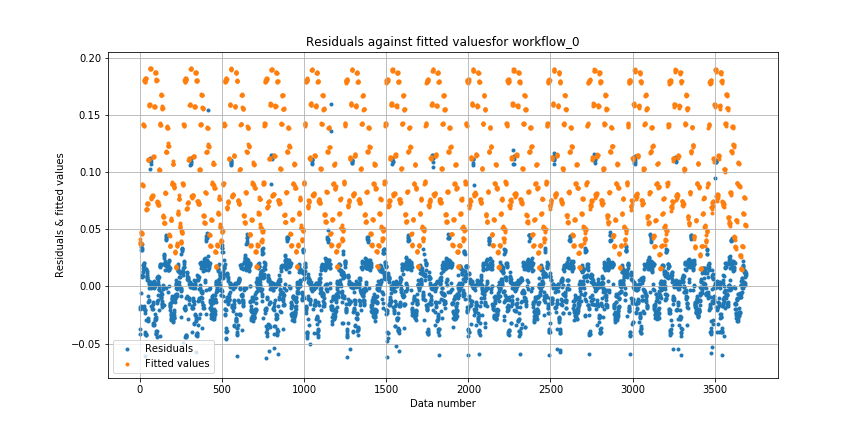 Residuals against fitted valuesfor workflow_0
Residuals & fitted values
0.20
0.15
0.10
0.05
0.00
−0.05
Residuals
Fitted values
0 500 1000 1500 2000 2500 3000 3500
Data number